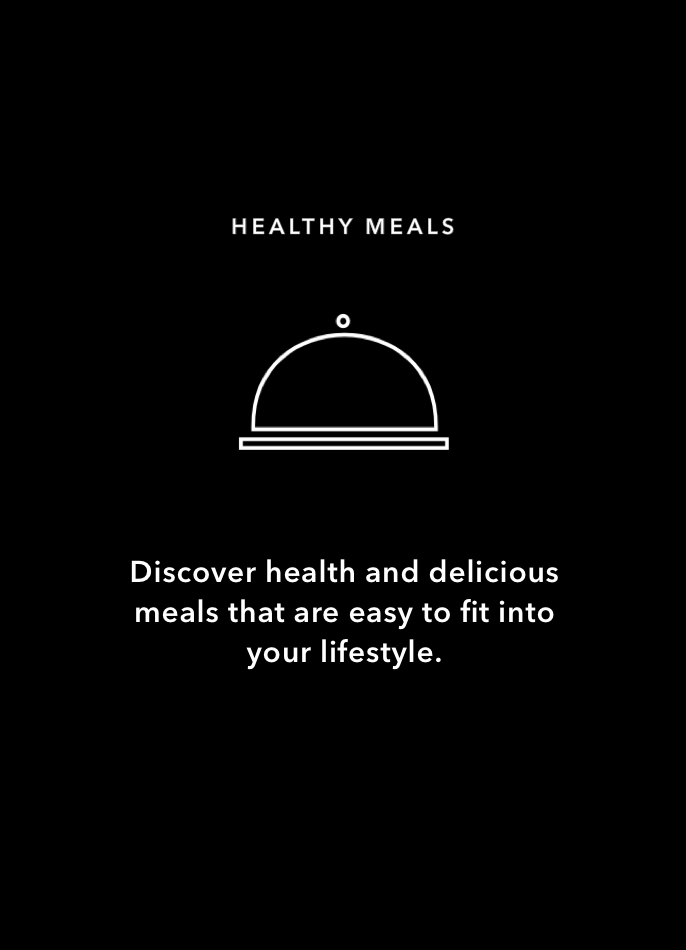 HEALTHY MEALS
Discover health and delicious
meals that are easy to fit into
your lifestyle.